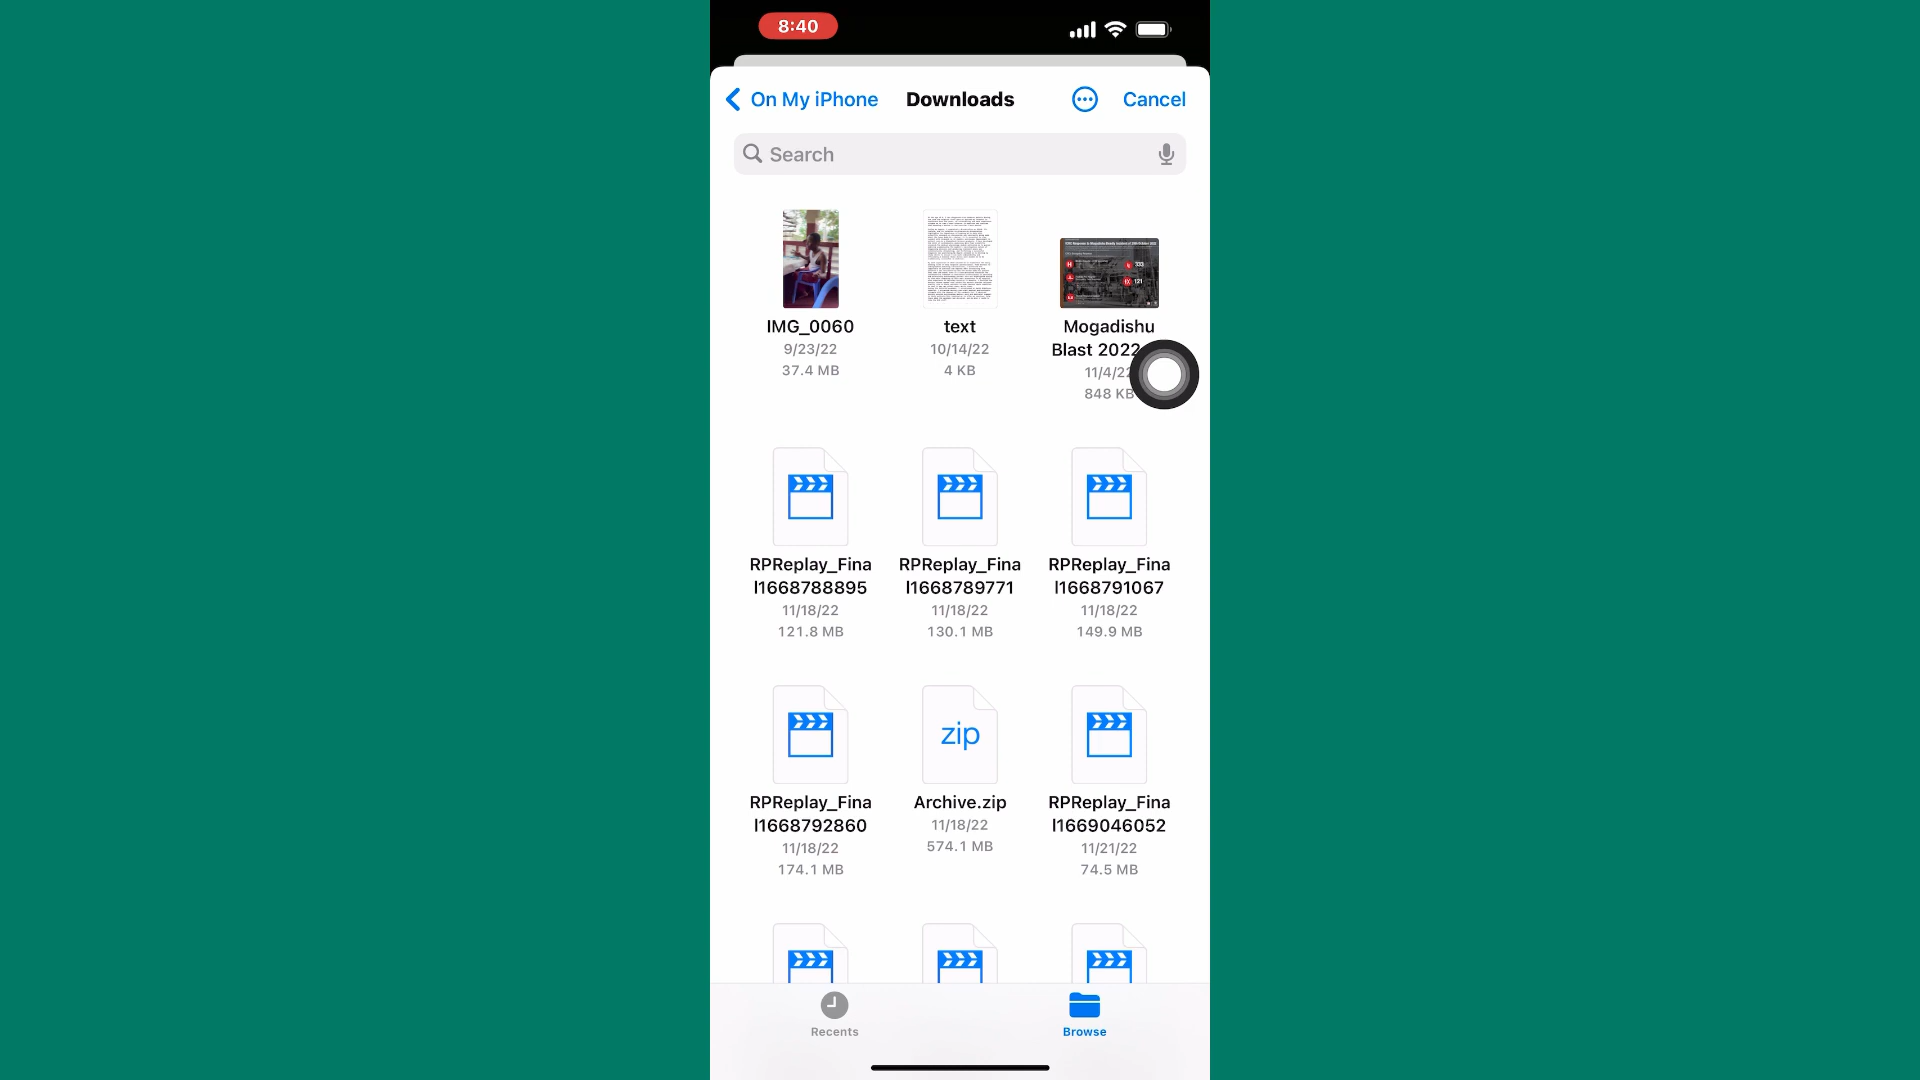 8:40
On My iPhone
Downloads
Cancel
Search
IMG_0060
9/23/22
37.4 MB
text
10/14/22
4 KB
333
121
Mogadishu
Blast 2022
11/4/22
848 KB
RPReplay_Fina
l1668788895
11/18/22
121.8 MB
RPReplay_Fina
l1668789771
11/18/22
130.1 MB
RPReplay_Fina
l1668791067
11/18/22
149.9 MB
RPReplay_Fina
l1668792860
11/18/22
174.1 MB
zip
Archive.zip
11/18/22
574.1 MB
RPReplay_Fina
l1669046052
11/21/22
74.5 MB
Recents
Browse